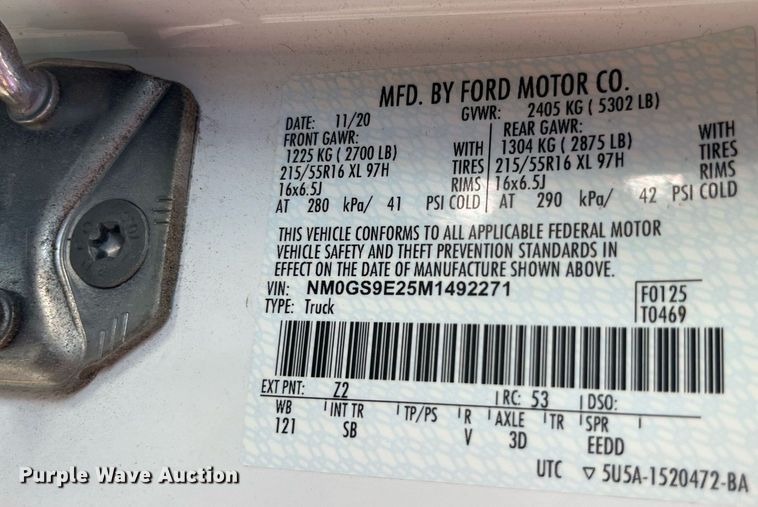 MFD. BY FORD MOTOR CO.
DATE: 11/20 GVWR: 2405 KG ( 5302 LB)
FRONT GAWR: WITH REAR GAWR: WITH
1225 KG ( 2700 LB) TIRES 1304 KG ( 2875 LB) TIRES
215/55R16 XL 97H RIMS 215/55R16 XL 97H RIMS
16x6.5J 16x6.5J
AT 280 kPa/ 41 PSI COLD AT 290 kPa/ 42 PSI COLD
THIS VEHICLE CONFORMS TO ALL APPLICABLE FEDERAL MOTOR
VEHICLE SAFETY AND THEFT PREVENTION STANDARDS IN
EFFECT ON THE DATE OF MANUFACTURE SHOWN ABOVE.
VIN: NM0GS9E25M1492271
TYPE: Truck
F0125
T0469
EXT PNT: Z2 RC: 53 DSO:
WB INT TR TP/PS R AXLE TR SPR
121 SB V 3D EEDD
UTC ▽ 5U5A-1520472-BA
Purple Wave Auction